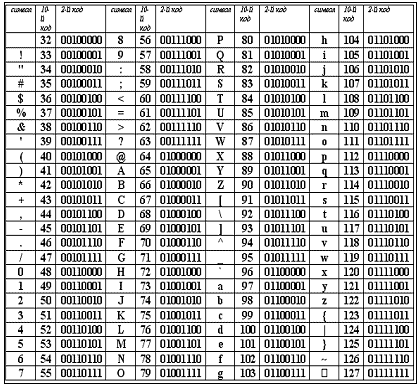 символ 10-й код 2-й код символ 10-й код 2-й код символ 10-й код 2-й код символ 10-й код 2-й код
32 00100000 8 56 00111000 P 80 01010000 h 104 01101000
! 33 00100001 9 57 00111001 Q 81 01010001 i 105 01101001
" 34 00100010 : 58 00111010 R 82 01010010 j 106 01101010
# 35 00100011 ; 59 00111011 S 83 01010011 k 107 01101011
$ 36 00100100 < 60 00111100 T 84 01010100 l 108 01101100
% 37 00100101 = 61 00111101 U 85 01010101 m 109 01101101
& 38 00100110 > 62 00111110 V 86 01010110 n 110 01101110
' 39 00100111 ? 63 00111111 W 87 01010111 o 111 01101111
( 40 00101000 @ 64 01000000 X 88 01011000 p 112 01110000
) 41 00101001 A 65 01000001 Y 89 01011001 q 113 01110001
* 42 00101010 B 66 01000010 Z 90 01011010 r 114 01110010
+ 43 00101011 C 67 01000011 [ 91 01011011 s 115 01110011
, 44 00101100 D 68 01000100 \ 92 01011100 t 116 01110100
- 45 00101101 E 69 01000101 ] 93 01011101 u 117 01110101
. 46 00101110 F 70 01000110 ^ 94 01011110 v 118 01110110
/ 47 00101111 G 71 01000111 _ 95 01011111 w 119 01110111
0 48 00110000 H 72 01001000 ` 96 01100000 x 120 01111000
1 49 00110001 I 73 01001001 a 97 01100001 y 121 01111001
2 50 00110010 J 74 01001010 b 98 01100010 z 122 01111010
3 51 00110011 K 75 01001011 c 99 01100011 { 123 01111011
4 52 00110100 L 76 01001100 d 100 01100100 | 124 01111100
5 53 00110101 M 77 01001101 e 101 01100101 } 125 01111101
6 54 00110110 N 78 01001110 f 102 01100110 ~ 126 01111110
7 55 00110111 O 79 01001111 g 103 01100111 □ 127 01111111